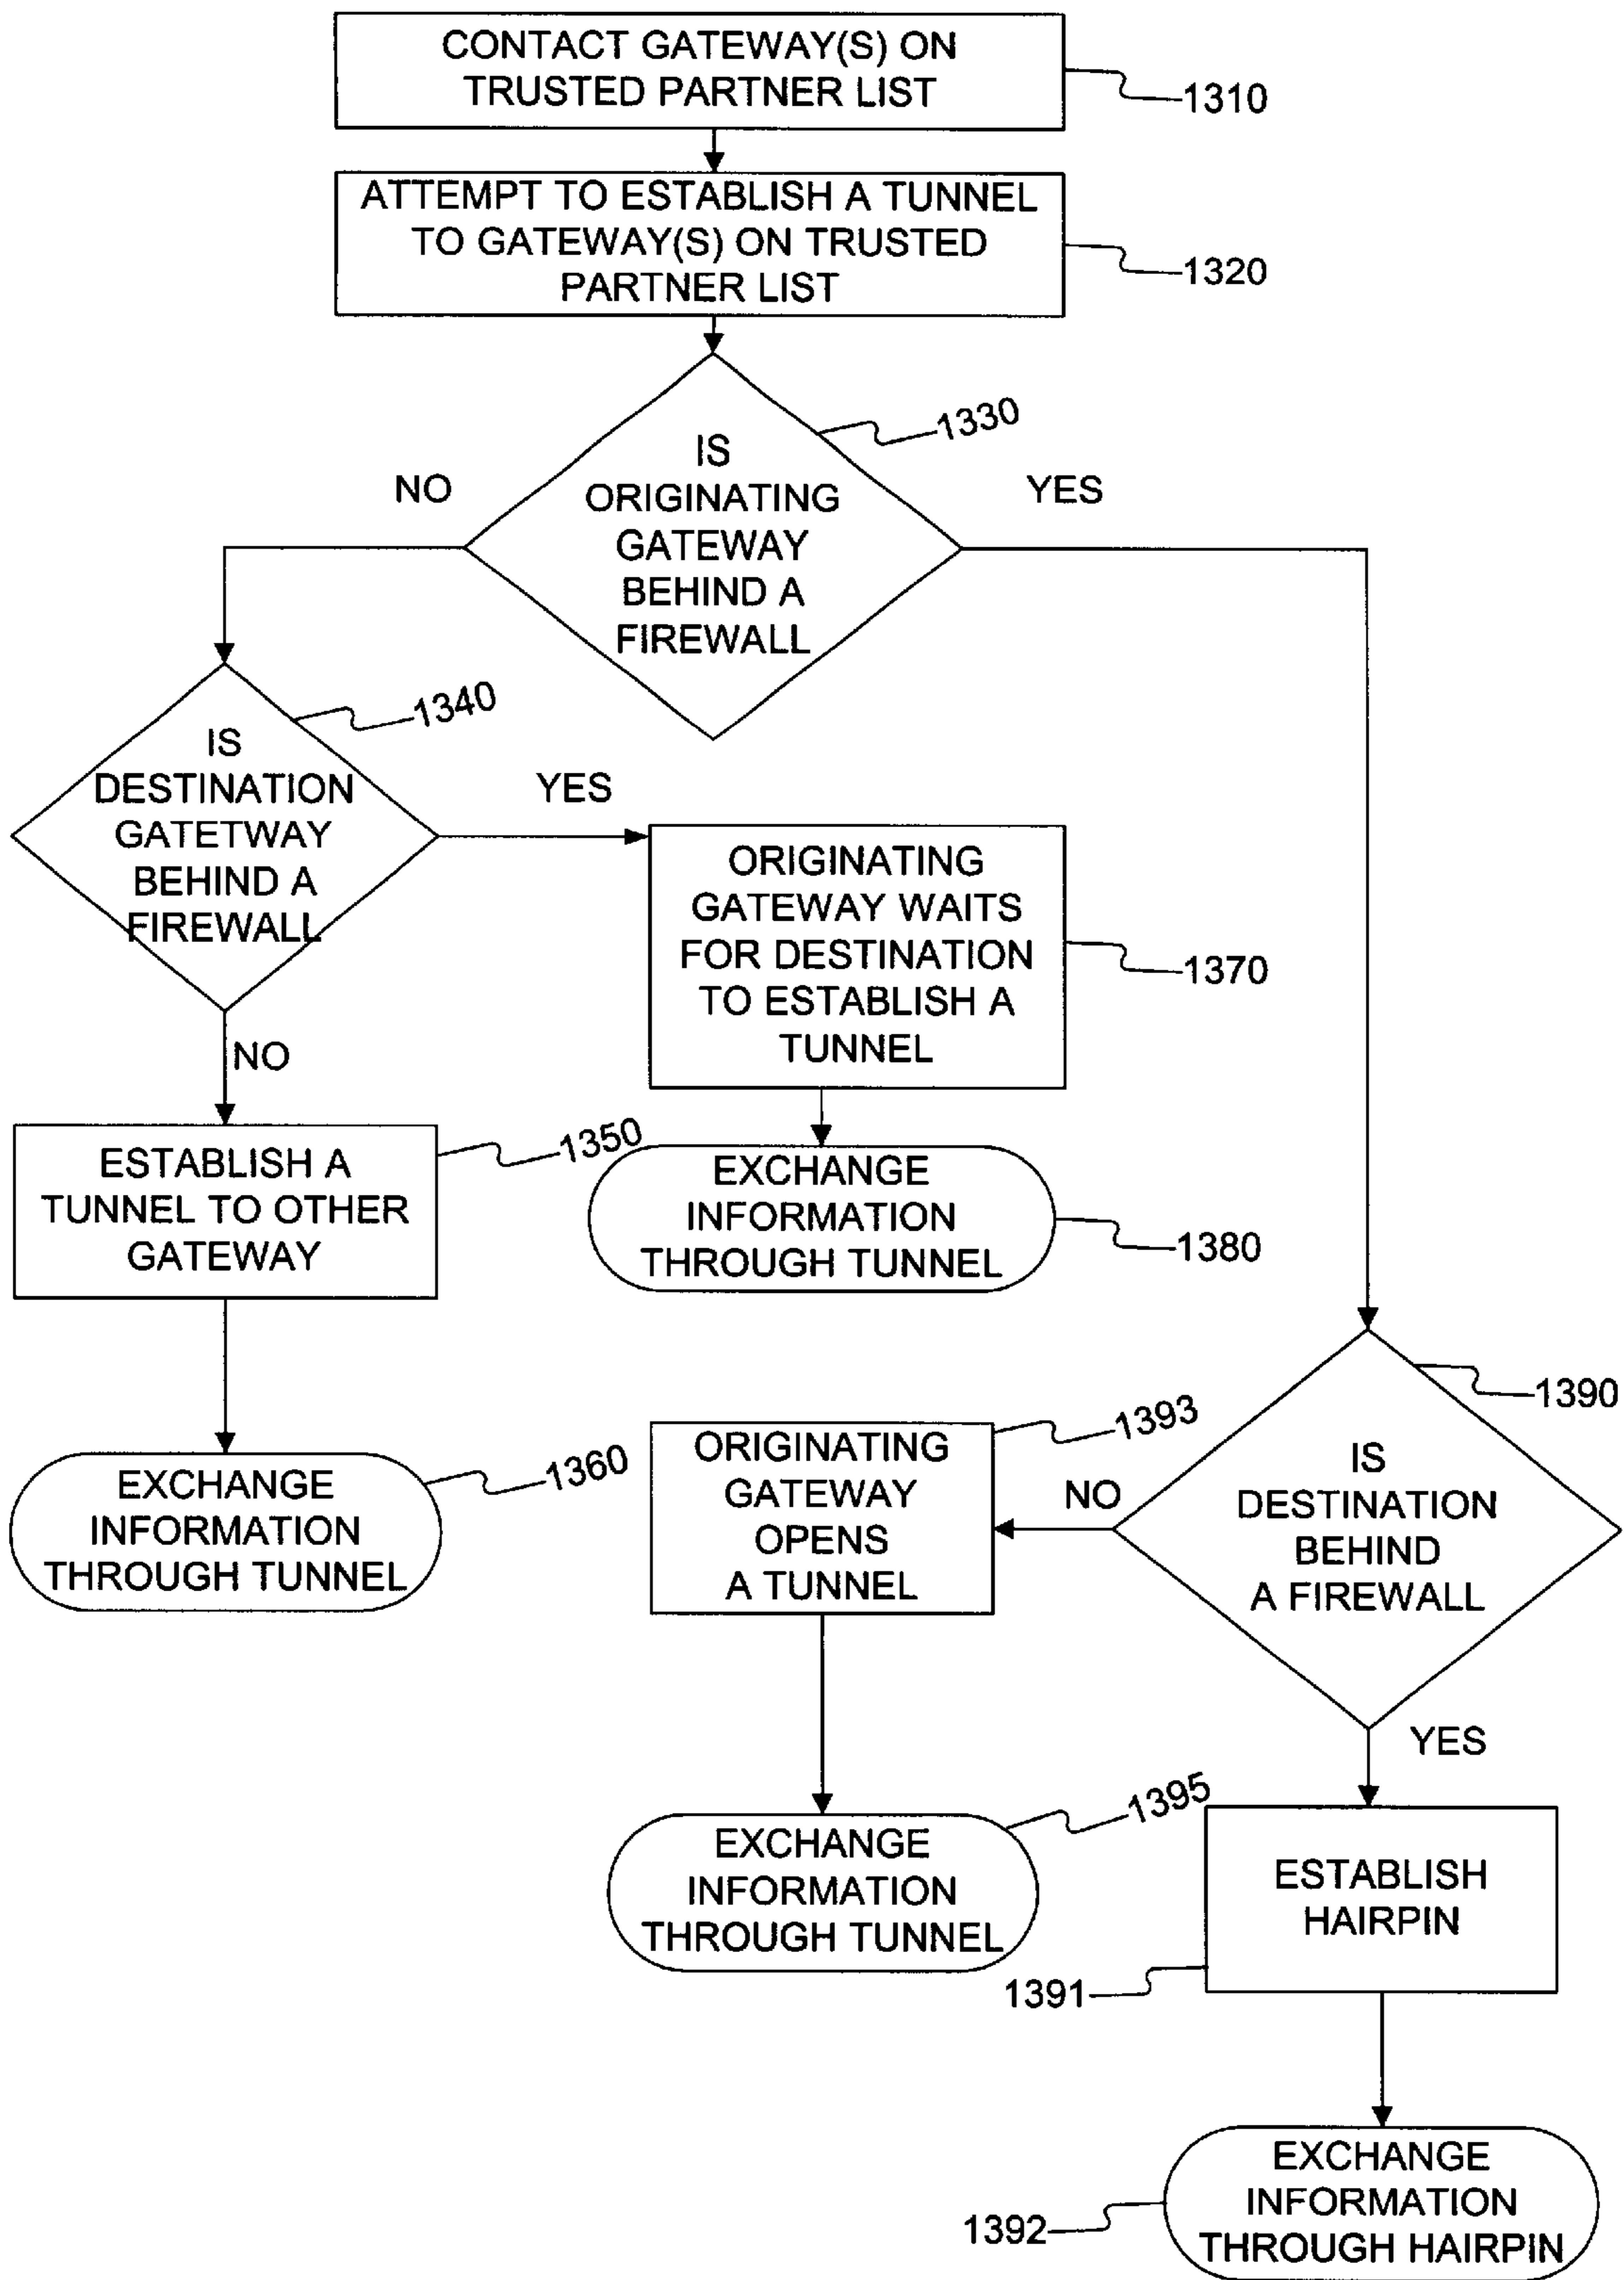 CONTACT GATEWAY(S) ON
TRUSTED PARTNER LIST
1310
ATTEMPT TO ESTABLISH A TUNNEL
TO GATEWAY(S) ON TRUSTED
PARTNER LIST
1320
1330
IS
ORIGINATING
GATEWAY
BEHIND A
FIREWALL
NO
YES
1340
IS
DESTINATION
GATETWAY
BEHIND A
FIREWALL
YES
NO
ORIGINATING
GATEWAY WAITS
FOR DESTINATION
TO ESTABLISH A
TUNNEL
1370
1350
ESTABLISH A
TUNNEL TO OTHER
GATEWAY
EXCHANGE
INFORMATION
THROUGH TUNNEL
1380
1360
EXCHANGE
INFORMATION
THROUGH TUNNEL
1390
IS
DESTINATION
BEHIND
A FIREWALL
NO
YES
1393
ORIGINATING
GATEWAY
OPENS
A TUNNEL
1395
EXCHANGE
INFORMATION
THROUGH TUNNEL
ESTABLISH
HAIRPIN
1391
EXCHANGE
INFORMATION
THROUGH HAIRPIN
1392